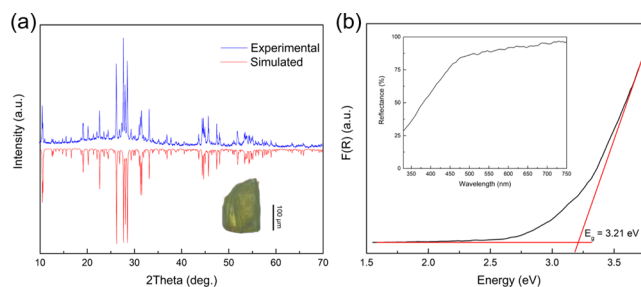 (a)
Experimental
Simulated
Intensity (a.u.)
100 μm
10 20 30 40 50 60 70
2Theta (deg.)
(b)
F(R) (a.u.)
Reflectance (%)
100
75
50
25
0
350 400 450 500 550 600 650 700 750
Wavelength (nm)
E_g = 3.21 eV
1.5 2.0 2.5 3.0 3.5
Energy (eV)